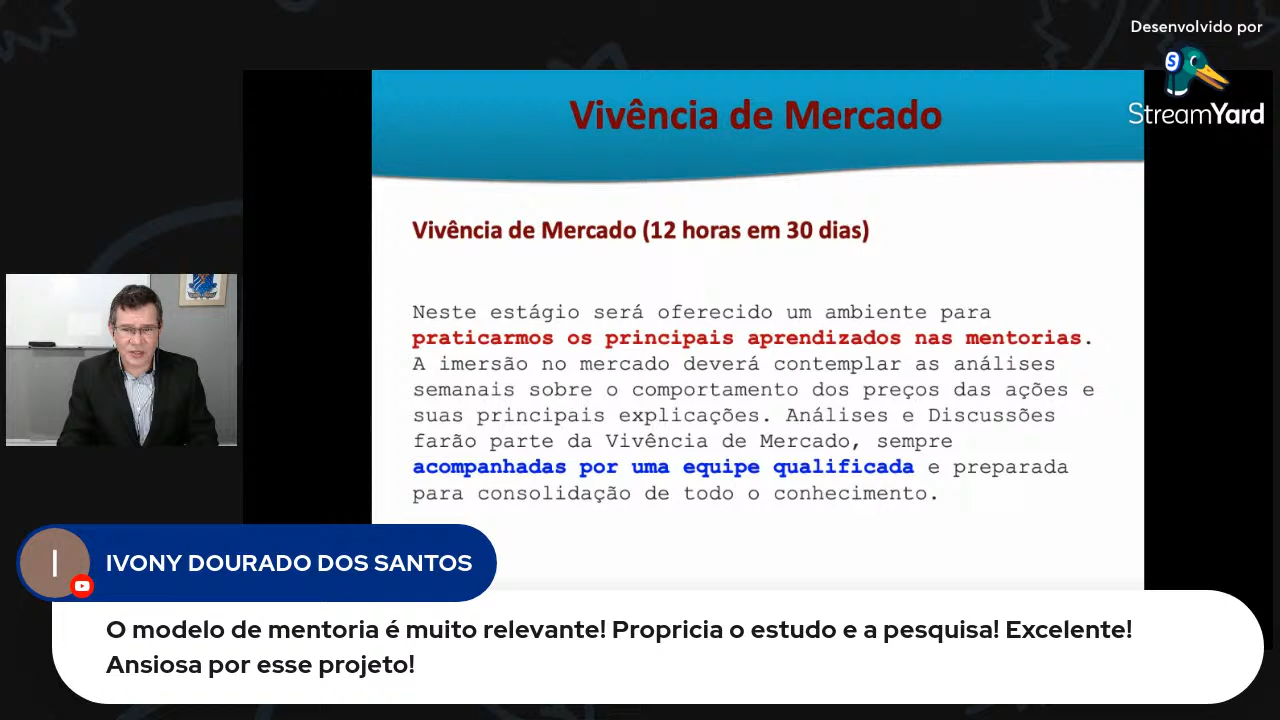 Desenvolvido por
StreamYard
Vivência de Mercado
Vivência de Mercado (12 horas em 30 dias)
Neste estágio será oferecido um ambiente para
praticarmos os principais aprendizados nas mentorias.
A imersão no mercado deverá contemplar as análises
semanais sobre o comportamento dos preços das ações e
suas principais explicações. Análises e Discussões
farão parte da Vivência de Mercado, sempre
acompanhadas por uma equipe qualificada e preparada
para consolidação de todo o conhecimento.
I
IVONY DOURADO DOS SANTOS
O modelo de mentoria é muito relevante! Propricia o estudo e a pesquisa! Excelente!
Ansiosa por esse projeto!